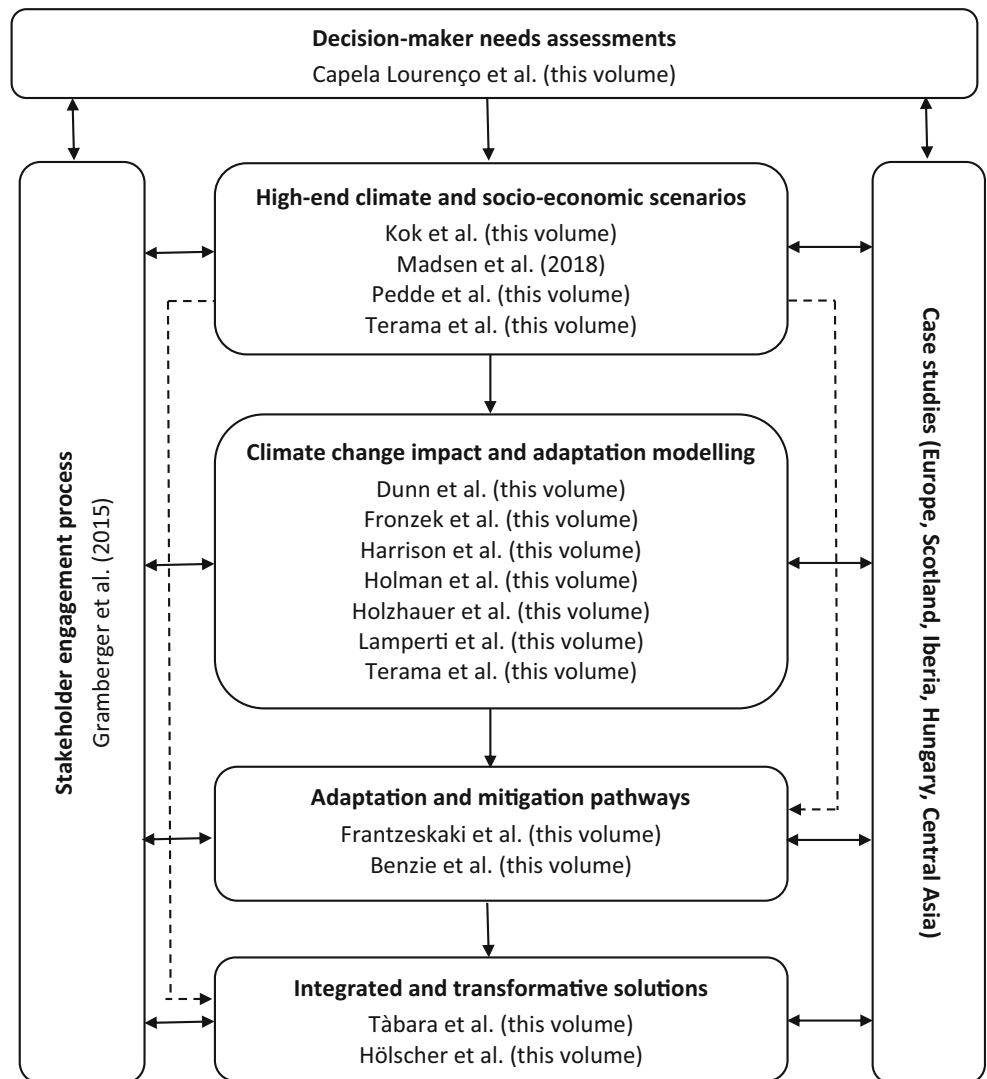 Decision-maker needs assessments
Capela Lourenço et al. (this volume)
Stakeholder engagement process
Gramberger et al. (2015)
High-end climate and socio-economic scenarios
Kok et al. (this volume)
Madsen et al. (2018)
Pedde et al. (this volume)
Terama et al. (this volume)
Climate change impact and adaptation modelling
Dunn et al. (this volume)
Fronzek et al. (this volume)
Harrison et al. (this volume)
Holman et al. (this volume)
Holzhauer et al. (this volume)
Lamperti et al. (this volume)
Terama et al. (this volume)
Adaptation and mitigation pathways
Frantzeskaki et al. (this volume)
Benzie et al. (this volume)
Integrated and transformative solutions
Tàbara et al. (this volume)
Hölscher et al. (this volume)
Case studies (Europe, Scotland, Iberia, Hungary, Central Asia)